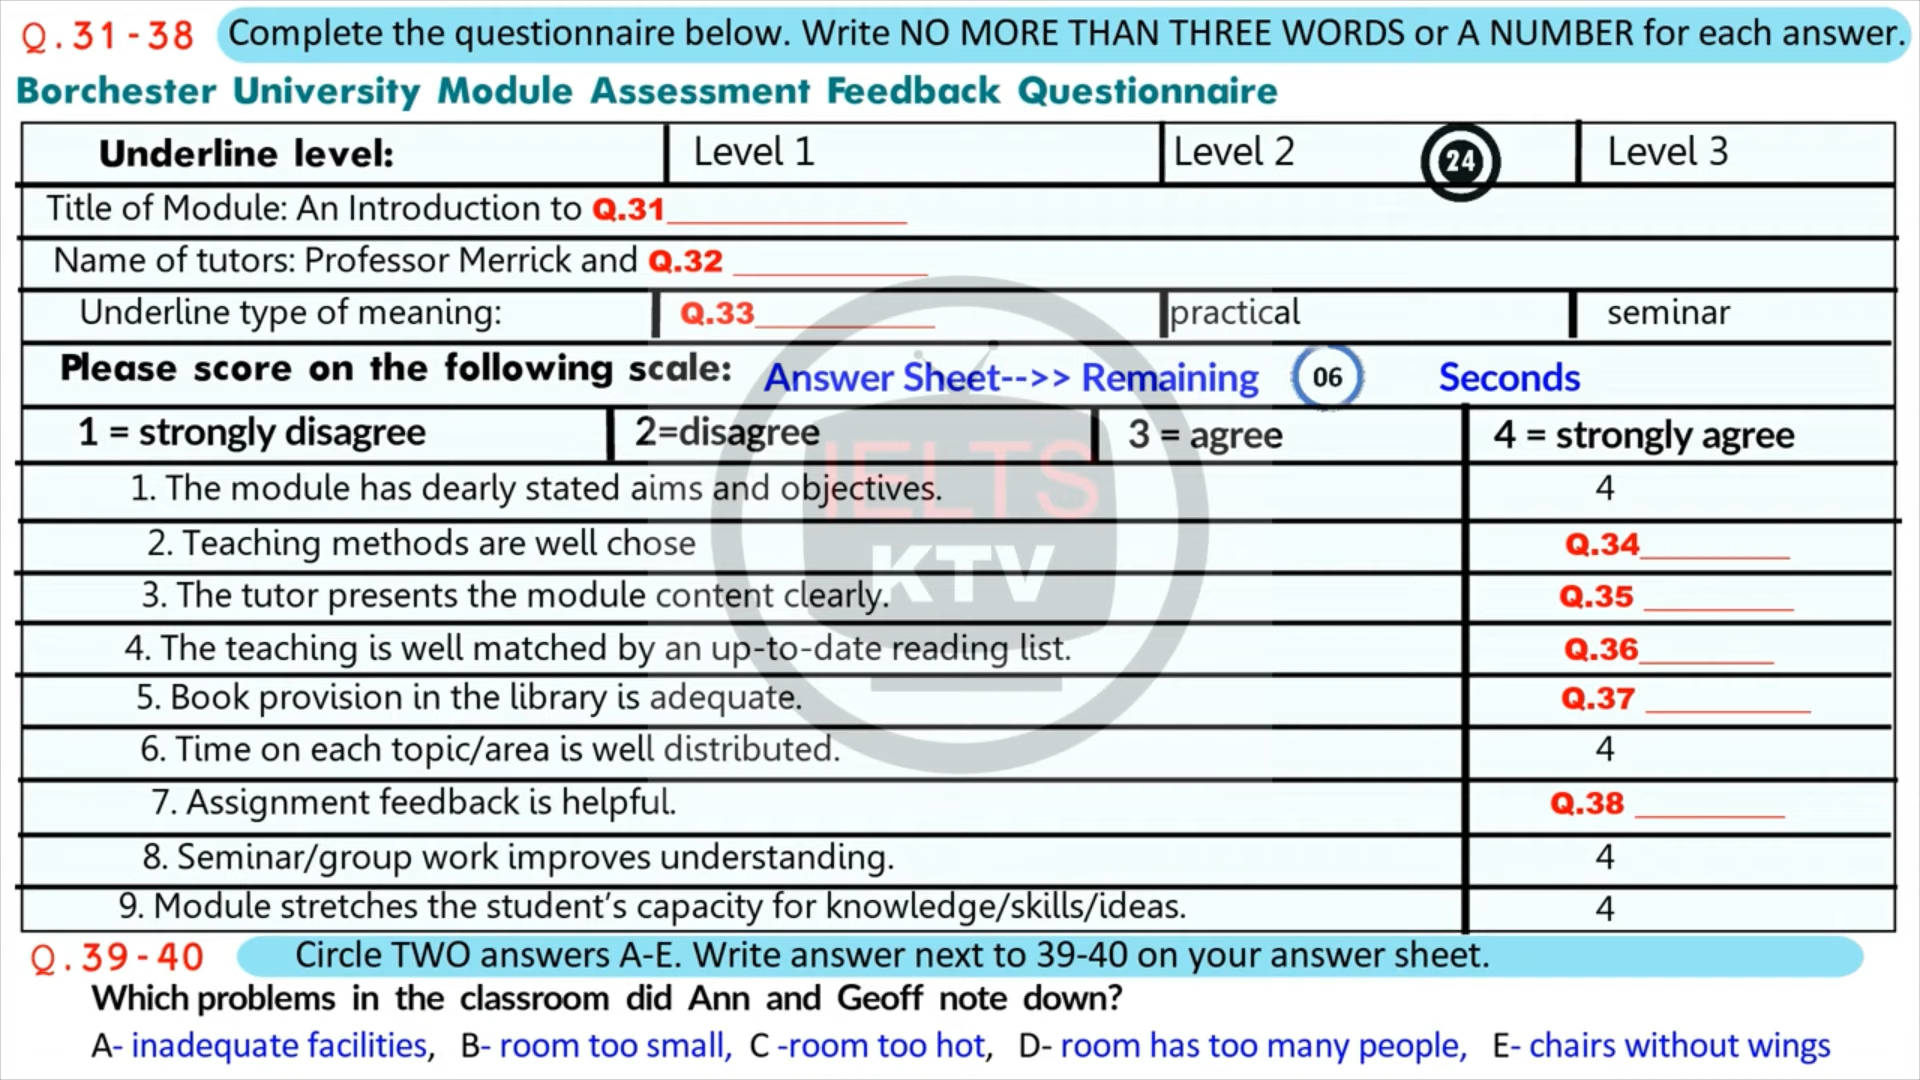 Q.31-38 Complete the questionnaire below. Write NO MORE THAN THREE WORDS or A NUMBER for each answer.
Borchester University Module Assessment Feedback Questionnaire
Underline level: Level 1 Level 2 24 Level 3
Title of Module: An Introduction to Q.31____________
Name of tutors: Professor Merrick and Q.32 __________
Underline type of meaning: Q.33_________ practical seminar
Please score on the following scale: Answer Sheet-->> Remaining 06 Seconds
1 = strongly disagree 2=disagree 3 = agree 4 = strongly agree
1. The module has dearly stated aims and objectives. 4
2. Teaching methods are well chose Q.34________
3. The tutor presents the module content clearly. Q.35 ________
4. The teaching is well matched by an up-to-date reading list. Q.36_______
5. Book provision in the library is adequate. Q.37 _________
6. Time on each topic/area is well distributed. 4
7. Assignment feedback is helpful. Q.38 ________
8. Seminar/group work improves understanding. 4
9. Module stretches the student's capacity for knowledge/skills/ideas. 4
IELTS
KTV
Q.39-40 Circle TWO answers A-E. Write answer next to 39-40 on your answer sheet.
Which problems in the classroom did Ann and Geoff note down?
A- inadequate facilities, B- room too small, C -room too hot, D- room has too many people, E- chairs without wings